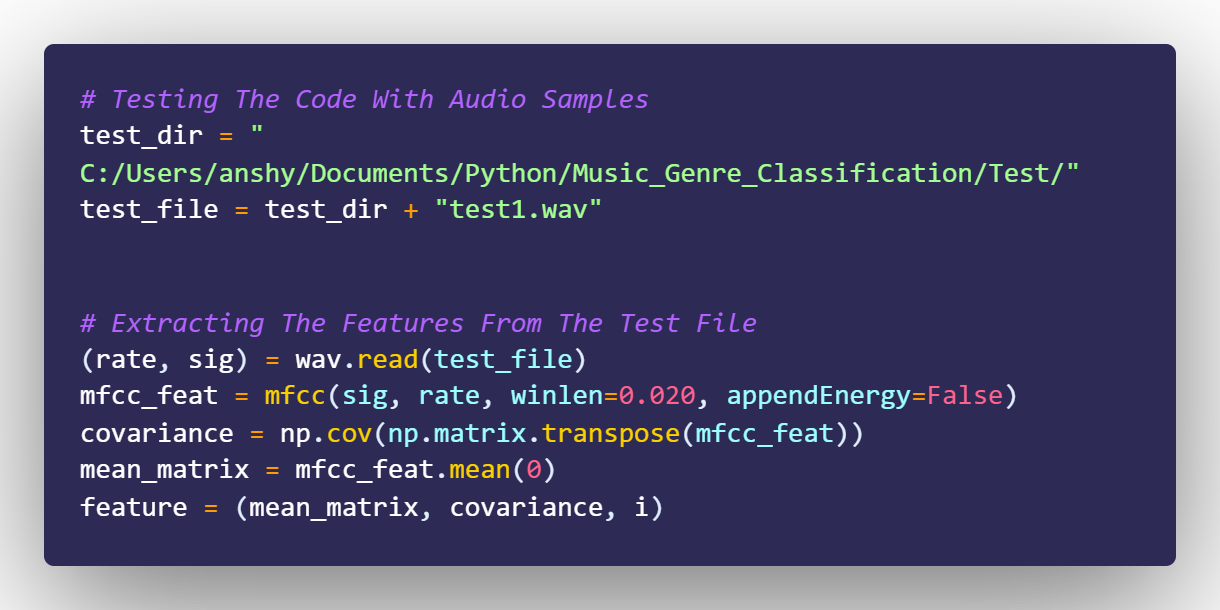 # Testing The Code With Audio Samples
test_dir = "
C:/Users/anshy/Documents/Python/Music_Genre_Classification/Test/"
test_file = test_dir + "test1.wav"
# Extracting The Features From The Test File
(rate, sig) = wav.read(test_file)
mfcc_feat = mfcc(sig, rate, winlen=0.020, appendEnergy=False)
covariance = np.cov(np.matrix.transpose(mfcc_feat))
mean_matrix = mfcc_feat.mean(0)
feature = (mean_matrix, covariance, i)